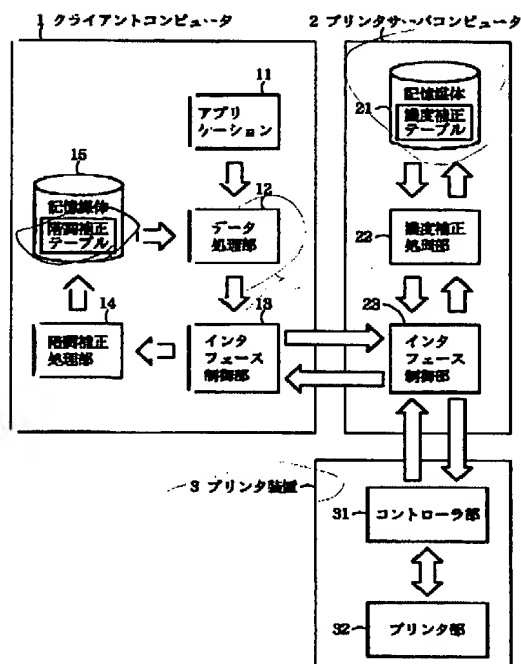 1 クライアントコンピュータ
11
アプリ
ケーション
15
記憶媒体
階調補正
テーブル
12
データ
処理部
14
階調補正
処理部
13
インタ
フェース
制御部
2 プリンタサーバコンピュータ
21
記憶媒体
濃度補正
テーブル
22
濃度補正
処理部
23
インタ
フェース
制御部
3 プリンタ装置
31
コントローラ部
32
プリンタ部